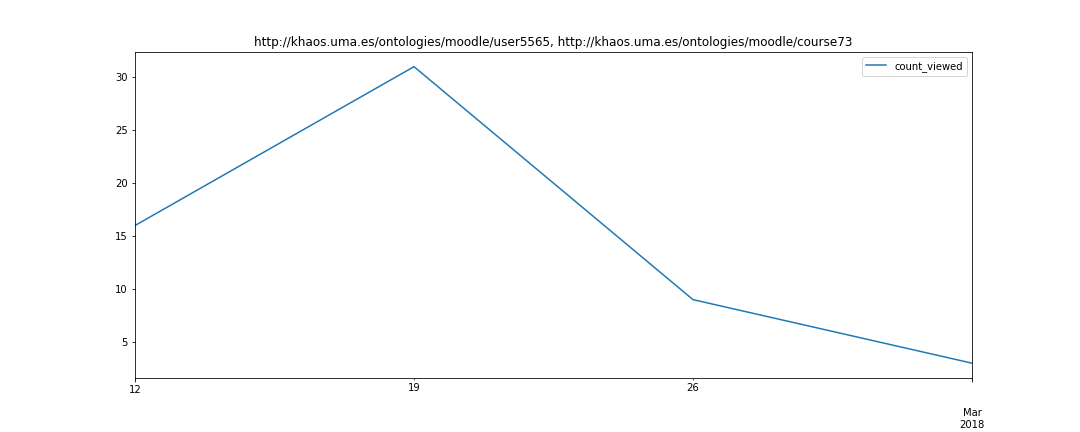 http://khaos.uma.es/ontologies/moodle/user5565, http://khaos.uma.es/ontologies/moodle/course73
count_viewed
30
25
20
15
10
5
12 19 26
Mar
2018